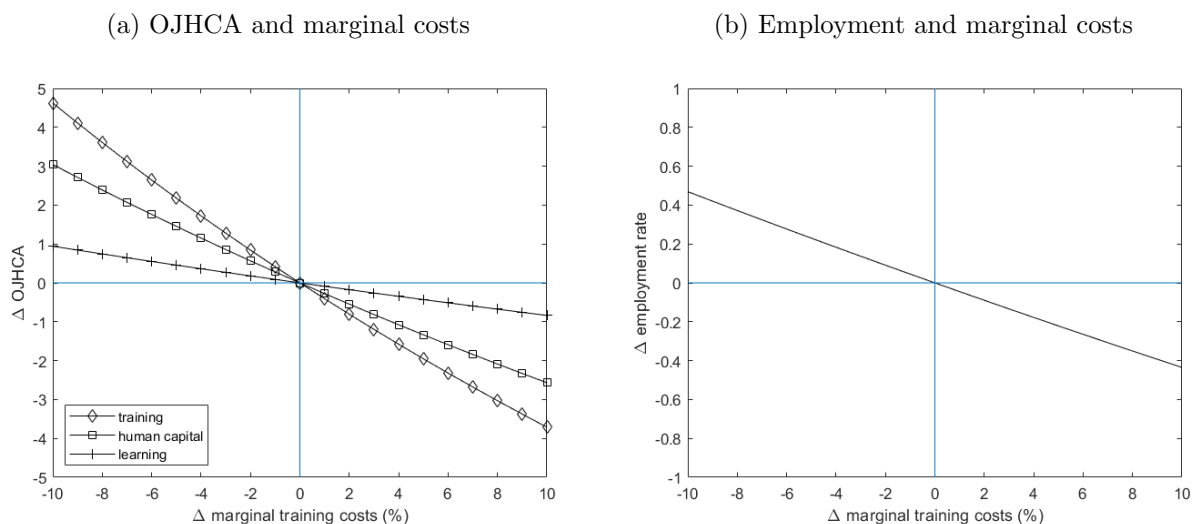 (a) OJHCA and marginal costs
5
4
3
2
1
0
-1
-2
-3
-4
-5
Δ OJHCA
training
human capital
learning
-10 -8 -6 -4 -2 0 2 4 6 8 10
Δ marginal training costs (%)
(b) Employment and marginal costs
1
0.8
0.6
0.4
0.2
0
-0.2
-0.4
-0.6
-0.8
-1
Δ employment rate
-10 -8 -6 -4 -2 0 2 4 6 8 10
Δ marginal training costs (%)